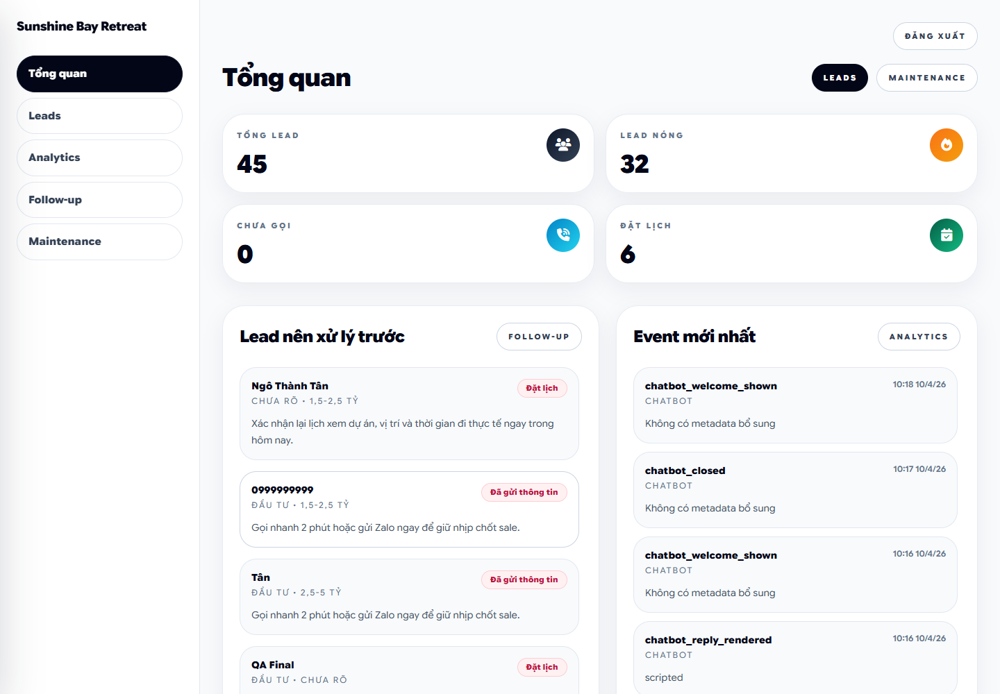 Sunshine Bay Retreat
Tổng quan
Leads
Analytics
Follow-up
Maintenance
ĐĂNG XUẤT
Tổng quan
LEADS
MAINTENANCE
TỔNG LEAD
45
LEAD NÓNG
32
CHƯA GỌI
0
ĐẶT LỊCH
6
Lead nên xử lý trước
FOLLOW-UP
Ngô Thành Tân
Đặt lịch
CHƯA RÕ • 1,5-2,5 TỶ
Xác nhận lại lịch xem dự án, vị trí và thời gian đi thực tế ngay trong
hôm nay.
0999999999
Đã gửi thông tin
ĐẦU TƯ • 1,5-2,5 TỶ
Gọi nhanh 2 phút hoặc gửi Zalo ngay để giữ nhịp chốt sale.
Tân
Đã gửi thông tin
ĐẦU TƯ • 2,5-5 TỶ
Gọi nhanh 2 phút hoặc gửi Zalo ngay để giữ nhịp chốt sale.
QA Final
Đặt lịch
ĐẦU TƯ • CHƯA RÕ
Event mới nhất
ANALYTICS
chatbot_welcome_shown
10:18 10/4/26
CHATBOT
Không có metadata bổ sung
chatbot_closed
10:17 10/4/26
CHATBOT
Không có metadata bổ sung
chatbot_welcome_shown
10:16 10/4/26
CHATBOT
Không có metadata bổ sung
chatbot_reply_rendered
10:16 10/4/26
CHATBOT
scripted